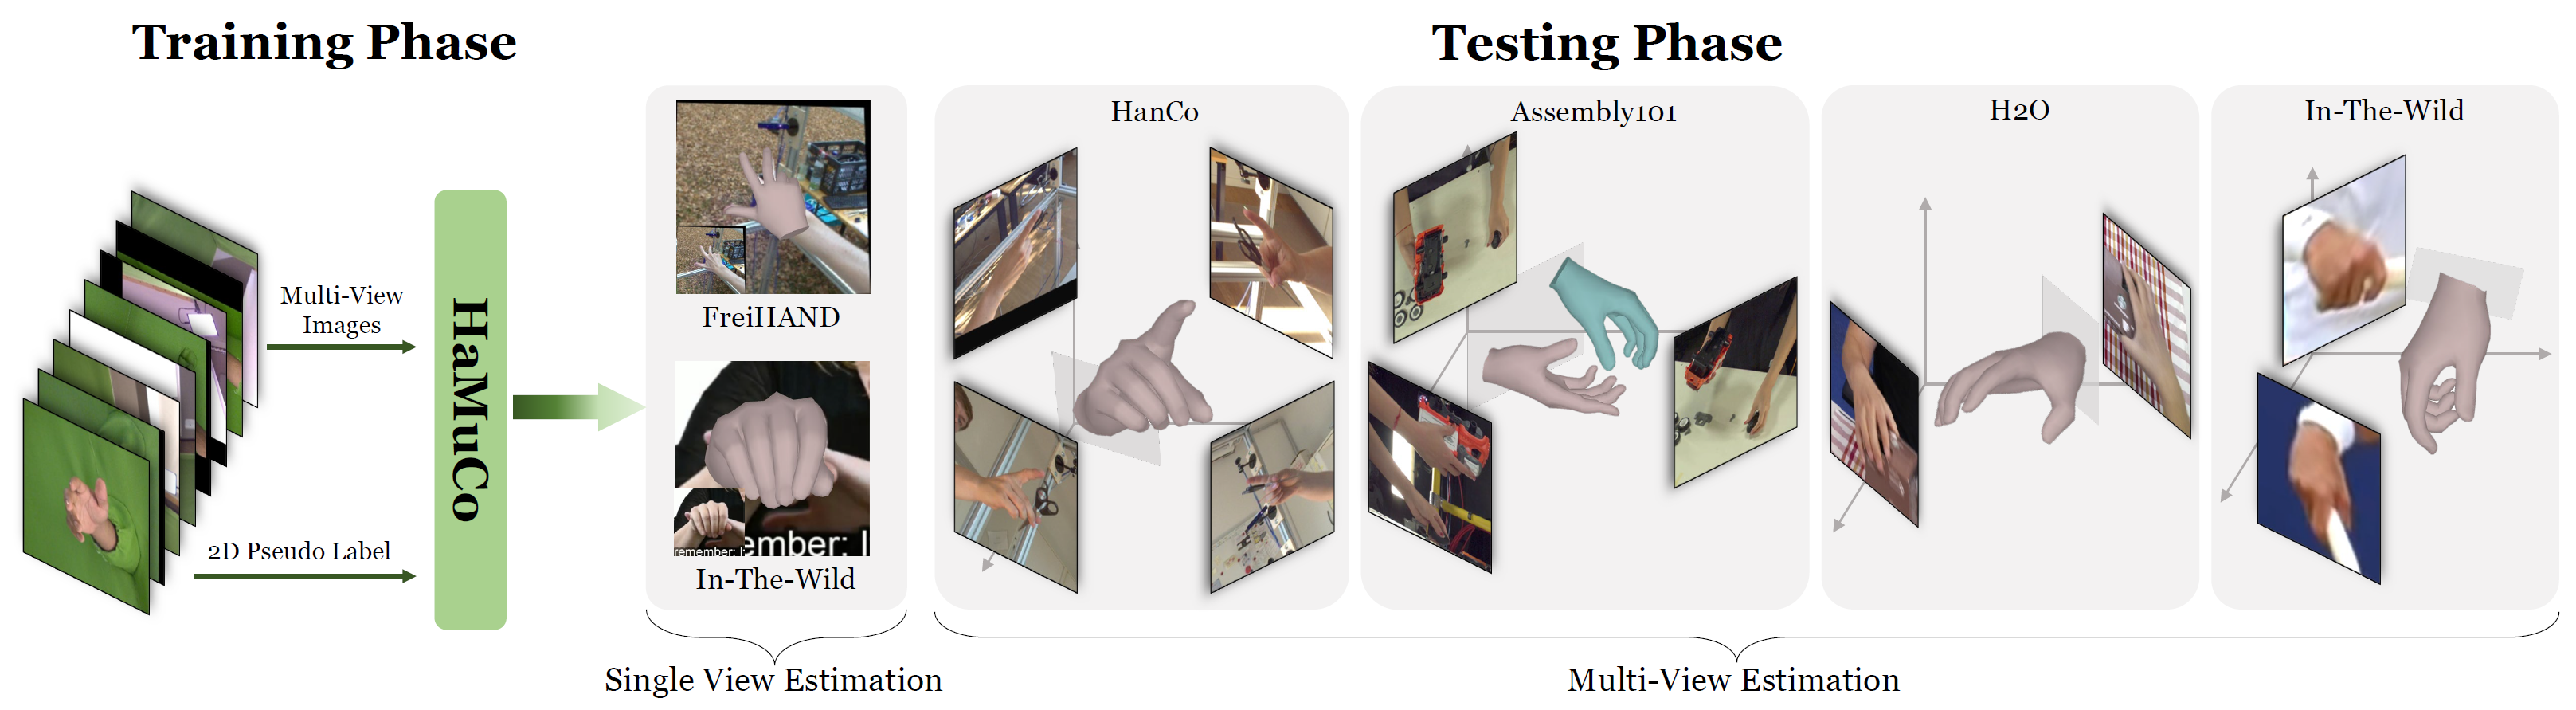 Training Phase
Testing Phase
Multi-View
Images
2D Pseudo Label
HaMuCo
FreiHAND
remember: I
ember: I
In-The-Wild
HanCo
Assembly101
H2O
In-The-Wild
Single View Estimation
Multi-View Estimation